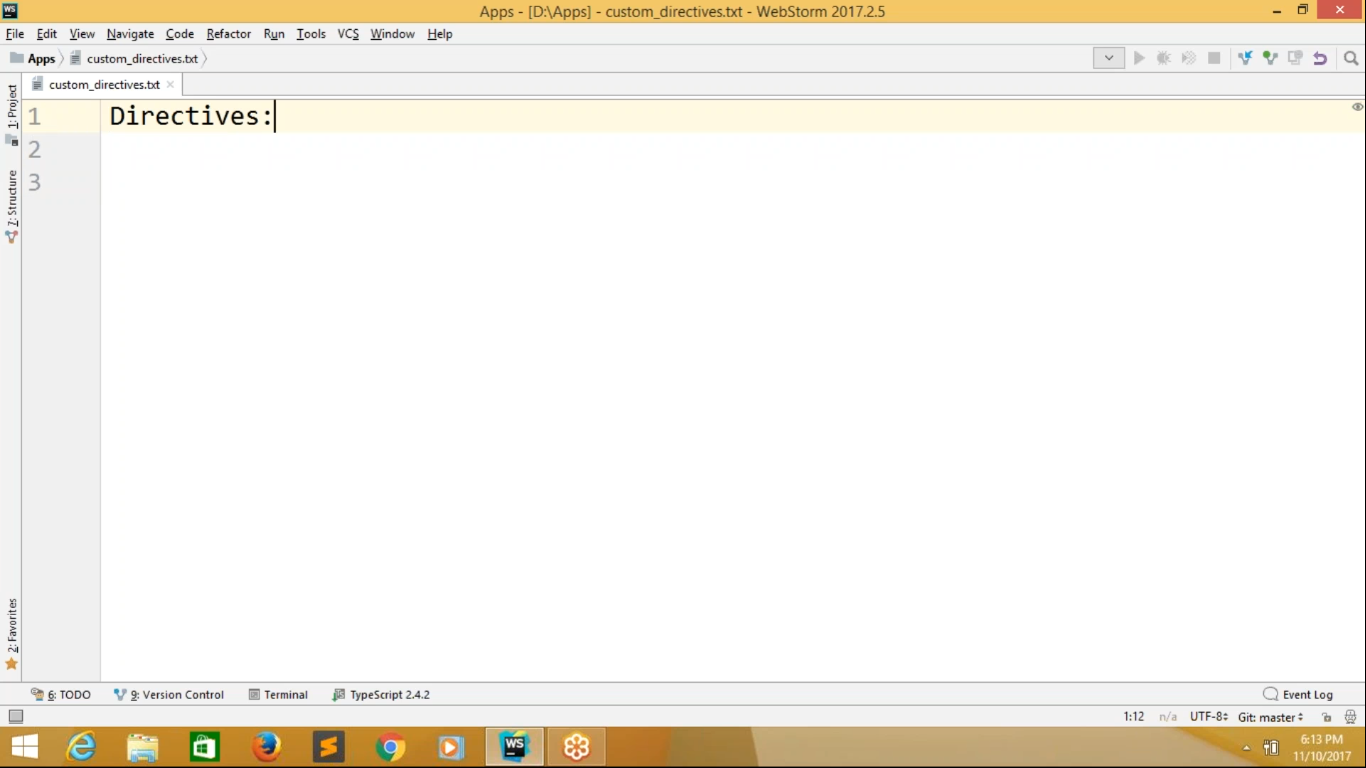 WS Apps - [D:\Apps] - custom_directives.txt - WebStorm 2017.2.5
File Edit View Navigate Code Refactor Run Tools VCS Window Help
Apps custom_directives.txt
custom_directives.txt
1: Project
7: Structure
2: Favorites
1 Directives:
2
3
6: TODO 9: Version Control Terminal TypeScript 2.4.2 Event Log
1:12 n/a UTF-8 Git: master
WS
6:13 PM
11/10/2017